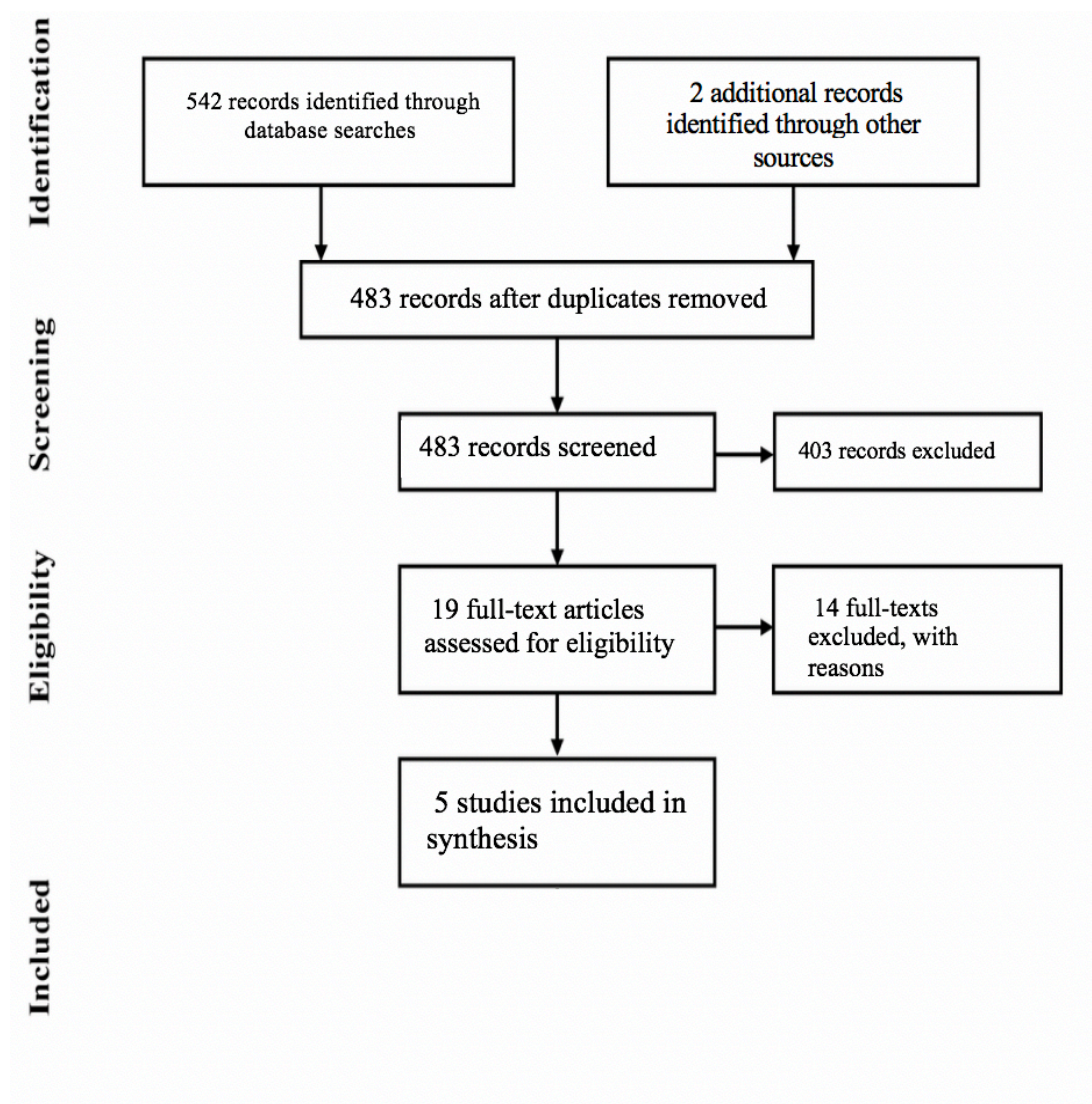 Identification
542 records identified through
database searches
2 additional records
identified through other
sources
483 records after duplicates removed
Screening
483 records screened
403 records excluded
Eligibility
19 full-text articles
assessed for eligibility
14 full-texts
excluded, with
reasons
5 studies included in
synthesis
Included